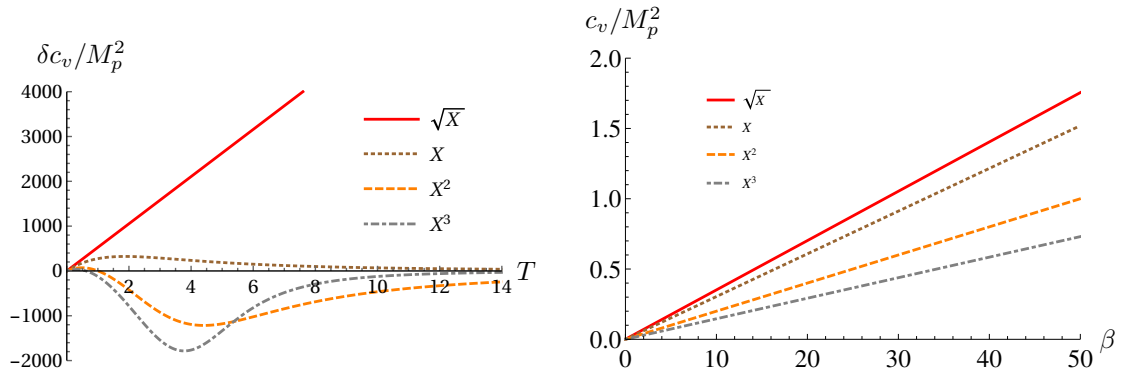 δc_v/M_p^2
4000
3000
2000
1000
0
−1000
−2000
2 4 6 8 10 12 14
T
√X
X
X^2
X^3
c_v/M_p^2
2.0
1.5
1.0
0.5
0.0
0 10 20 30 40 50
β
√X
X
X^2
X^3